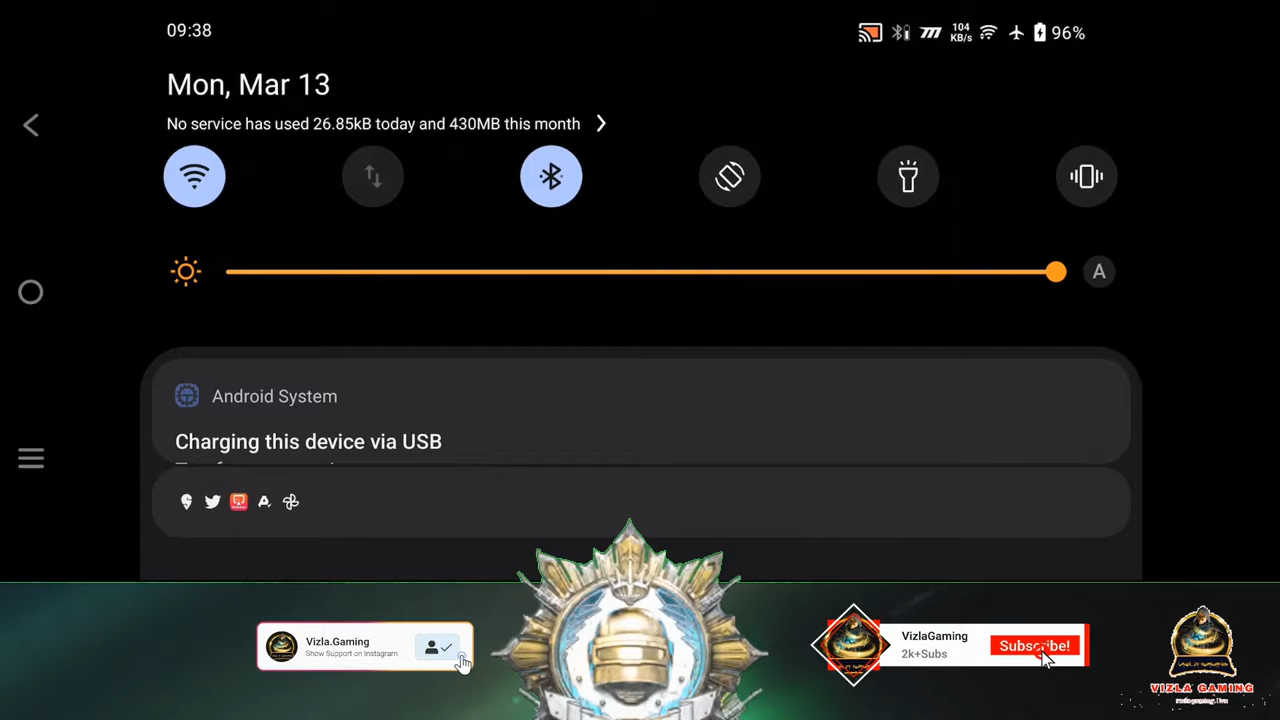 09:38
104
KB/s
96%
Mon, Mar 13
No service has used 26.85kB today and 430MB this month
A
Android System
Charging this device via USB
Vizla.Gaming
Show Support on Instagram
VizlaGaming
2k+Subs
Subscribe!
VIZLA GAMING